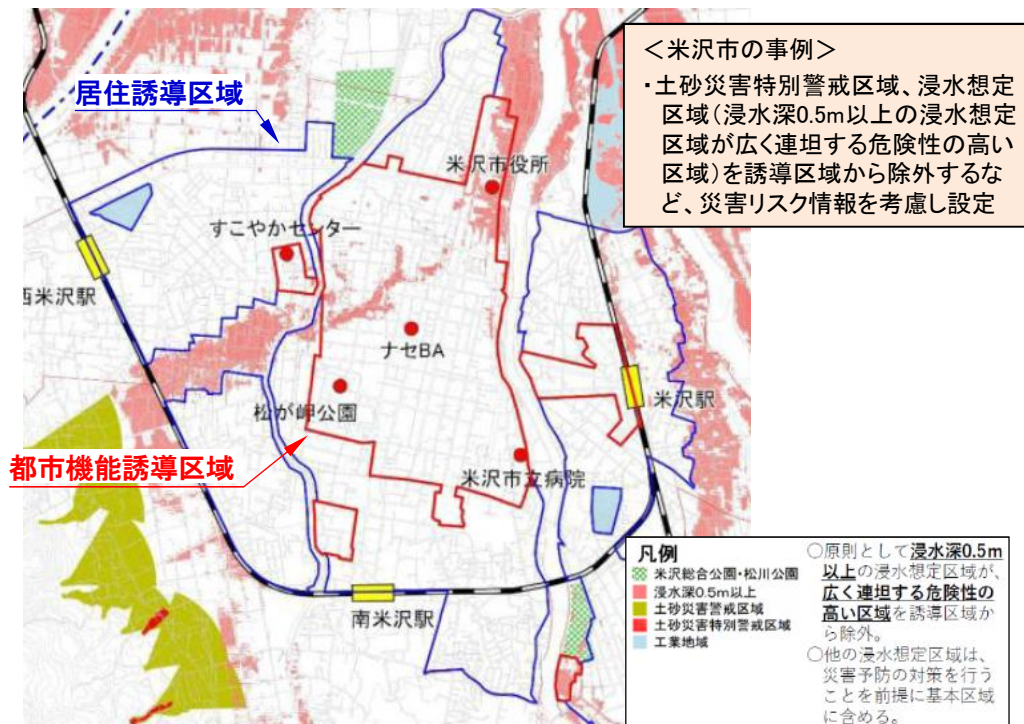 ＜米沢市の事例＞
・土砂災害特別警戒区域、浸水想定
区域(浸水深0.5m以上の浸水想定
区域が広く連坦する危険性の高い
区域)を誘導区域から除外するな
ど、災害リスク情報を考慮し設定
居住誘導区域
米沢市役所
すこやかセンター
西米沢駅
ナセBA
米沢駅
松が岬公園
都市機能誘導区域
米沢市立病院
南米沢駅
凡例
米沢総合公園・松川公園
浸水深0.5m以上
土砂災害警戒区域
土砂災害特別警戒区域
工業地域
○原則として浸水深0.5m
以上の浸水想定区域が、
広く連坦する危険性の
高い区域を誘導区域か
ら除外。
○他の浸水想定区域は、
災害予防の対策を行う
ことを前提に基本区域
に含める。